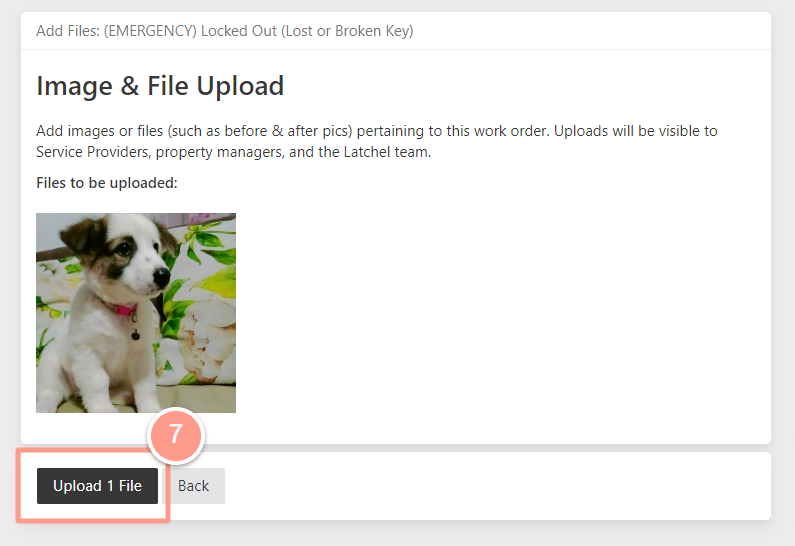 Add Files: (EMERGENCY) Locked Out (Lost or Broken Key)
Image & File Upload
Add images or files (such as before & after pics) pertaining to this work order. Uploads will be visible to
Service Providers, property managers, and the Latchel team.
Files to be uploaded:
7
Upload 1 File
Back